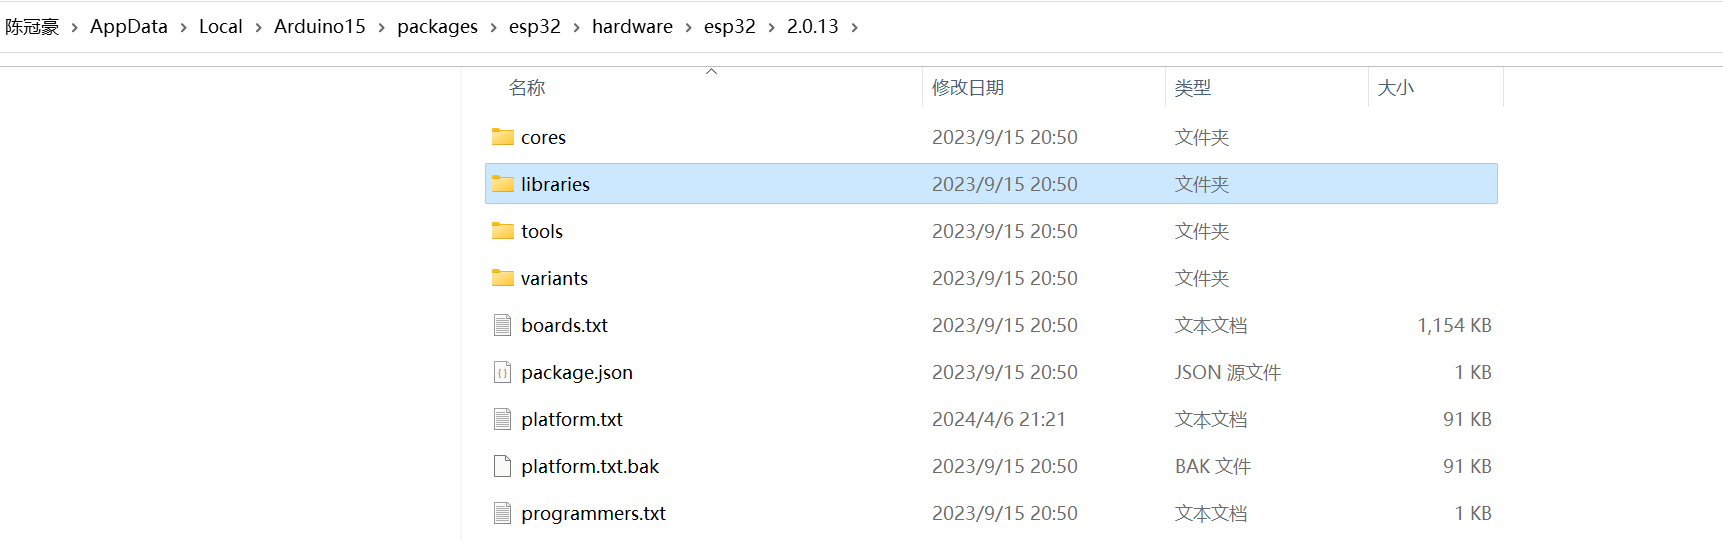 陈冠豪 > AppData > Local > Arduino15 > packages > esp32 > hardware > esp32 > 2.0.13 >
名称 修改日期 类型 大小
cores 2023/9/15 20:50 文件夹
libraries 2023/9/15 20:50 文件夹
tools 2023/9/15 20:50 文件夹
variants 2023/9/15 20:50 文件夹
boards.txt 2023/9/15 20:50 文本文档 1,154 KB
package.json 2023/9/15 20:50 JSON 源文件 1 KB
platform.txt 2024/4/6 21:21 文本文档 91 KB
platform.txt.bak 2023/9/15 20:50 BAK 文件 91 KB
programmers.txt 2023/9/15 20:50 文本文档 1 KB